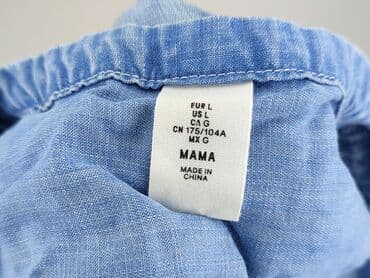 EUR L
US L
CA G
CN 175/104A
MX G
MAMA
MADE IN
CHINA